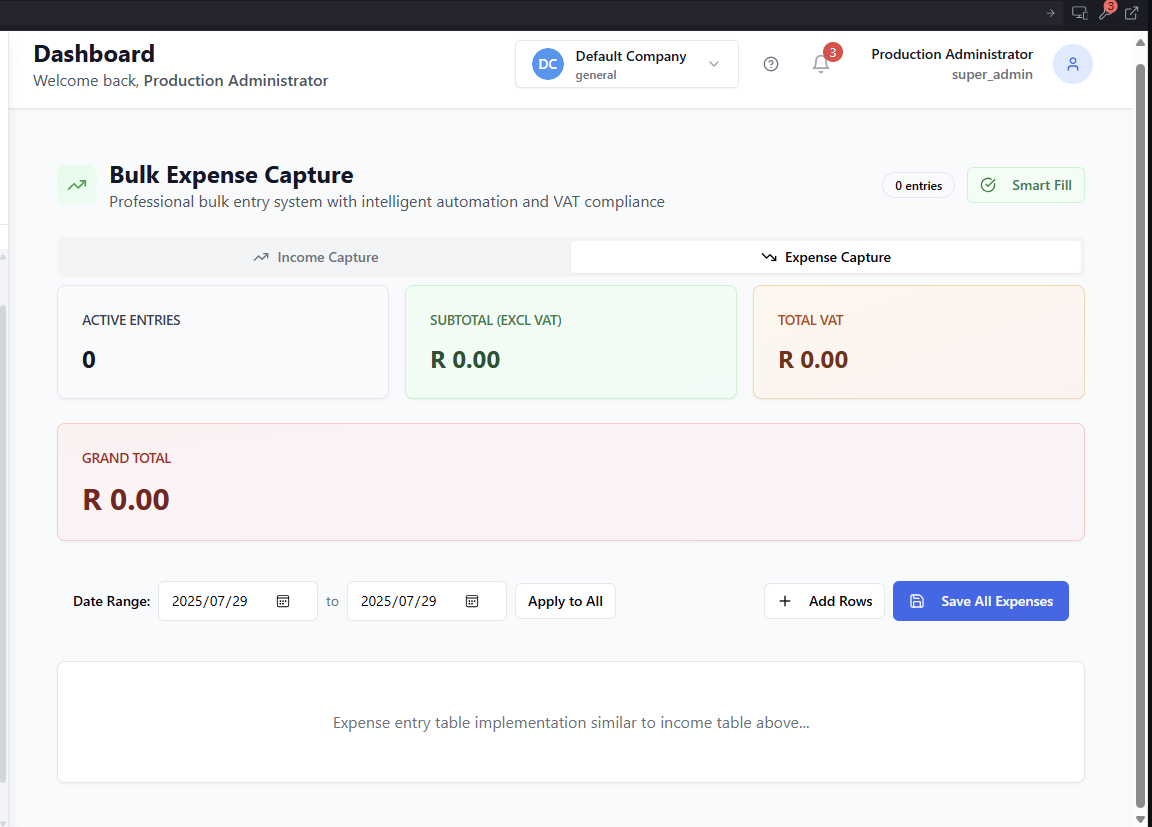 3
Dashboard
Welcome back, Production Administrator
DC
Default Company
general
3
Production Administrator
super_admin
Bulk Expense Capture
Professional bulk entry system with intelligent automation and VAT compliance
0 entries
Smart Fill
Income Capture
Expense Capture
ACTIVE ENTRIES
0
SUBTOTAL (EXCL VAT)
R 0.00
TOTAL VAT
R 0.00
GRAND TOTAL
R 0.00
Date Range: 2025/07/29 to 2025/07/29 Apply to All
Add Rows
Save All Expenses
Expense entry table implementation similar to income table above...